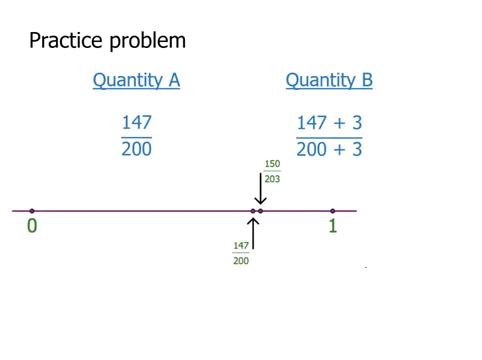 Practice problem
Quantity A Quantity B
147 147 + 3
200 200 + 3
150
203
0 1
147
200